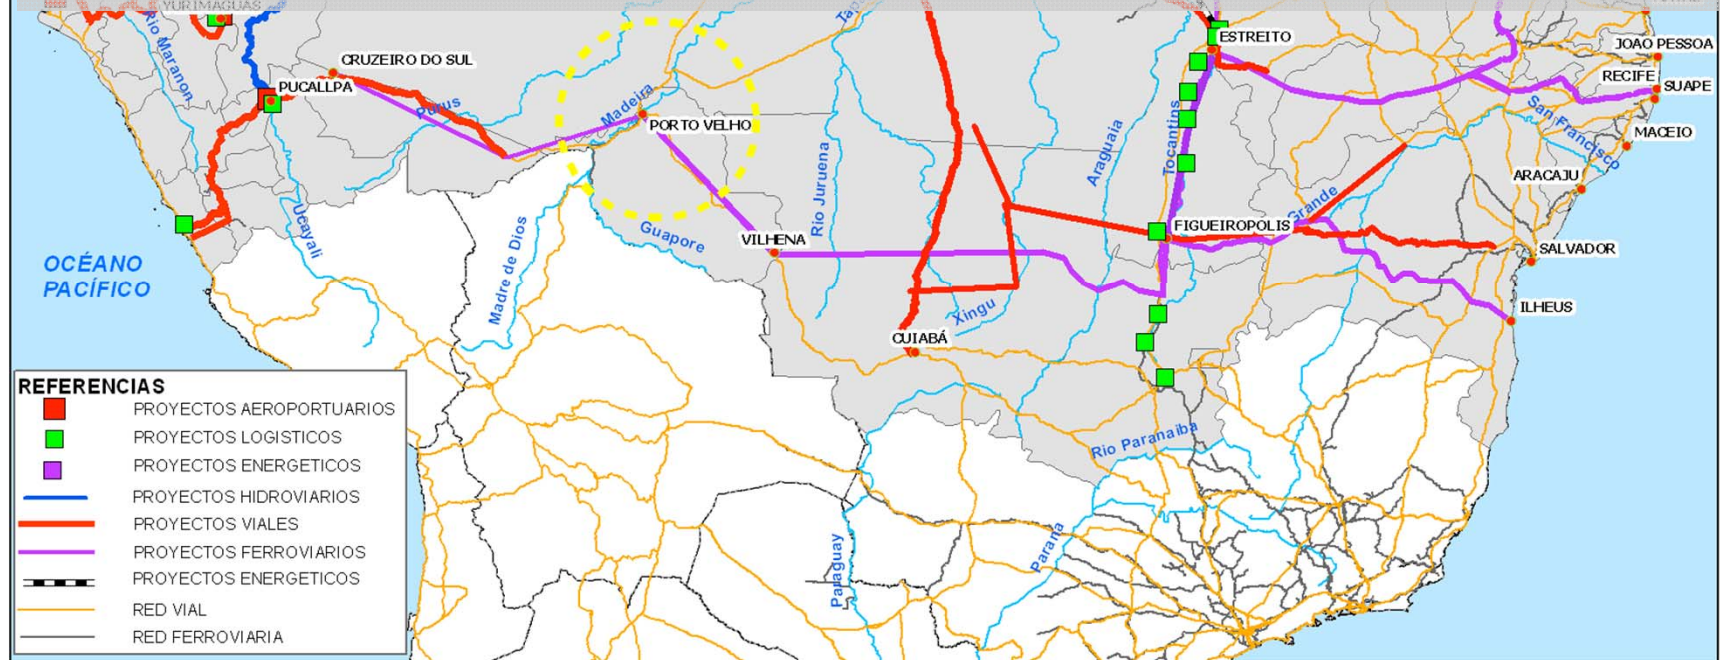 YURIMAGUAS
Rio Maranon
CRUZEIRO DO SUL
PUCALLPA
Purus
Madeira
PORTO VELHO
Ucayali
Madre de Dios
Guapore
VILHENA
Rio Juruena
OCÉANO
PACÍFICO
Xingu
CUIABÁ
Araguaia
Tocantins
ESTREITO
JOAO PESSOA
RECIFE
SUAPE
San Francisco
MACEIO
ARACAJU
Grande
FIGUEIROPOLIS
SALVADOR
ILHEUS
Rio Paranaiba
Paraguay
Parana
REFERENCIAS
PROYECTOS AEROPORTUARIOS
PROYECTOS LOGISTICOS
PROYECTOS ENERGETICOS
PROYECTOS HIDROVIARIOS
PROYECTOS VIALES
PROYECTOS FERROVIARIOS
PROYECTOS ENERGETICOS
RED VIAL
RED FERROVIARIA